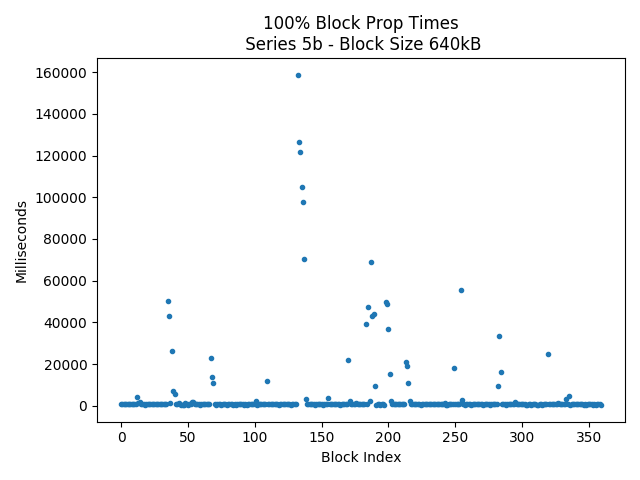 100% Block Prop Times
Series 5b - Block Size 640kB
160000
140000
120000
100000
80000
60000
40000
20000
0
Milliseconds
0 50 100 150 200 250 300 350
Block Index